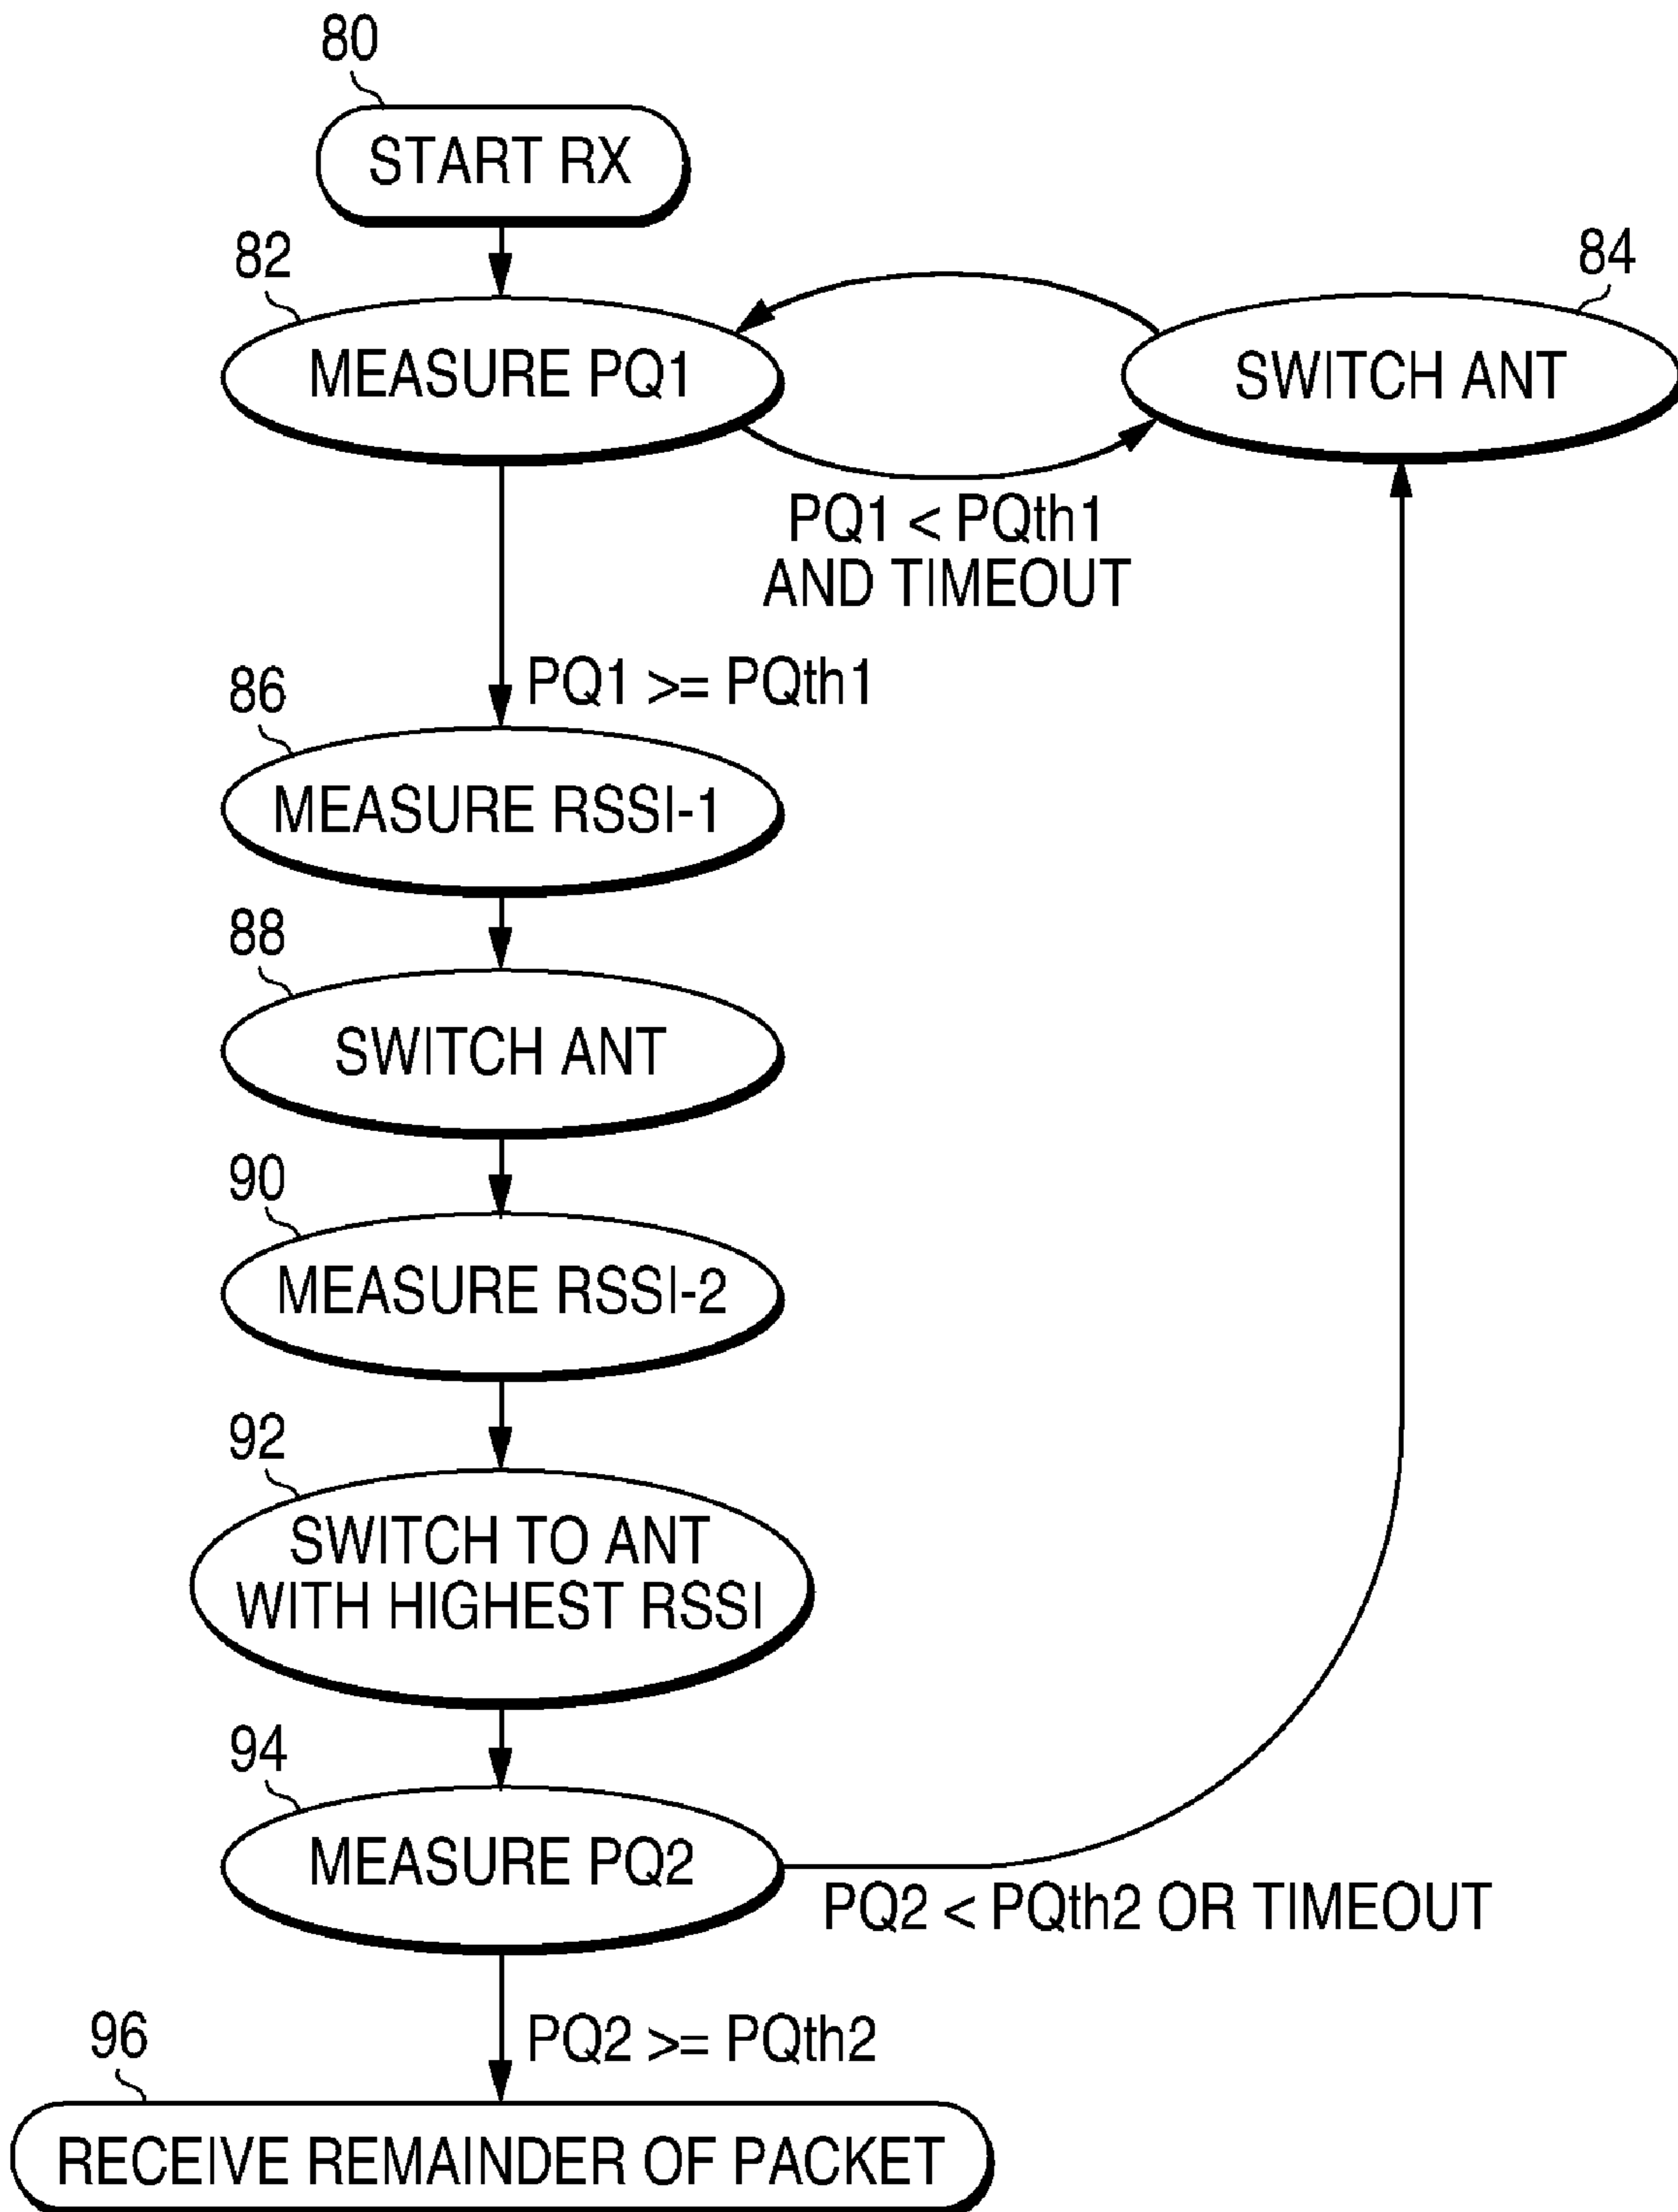 80
START RX
82
MEASURE PQ1
84
SWITCH ANT
PQ1 < PQth1
AND TIMEOUT
PQ1 >= PQth1
86
MEASURE RSSI-1
88
SWITCH ANT
90
MEASURE RSSI-2
92
SWITCH TO ANT
WITH HIGHEST RSSI
94
MEASURE PQ2
PQ2 < PQth2 OR TIMEOUT
PQ2 >= PQth2
96
RECEIVE REMAINDER OF PACKET